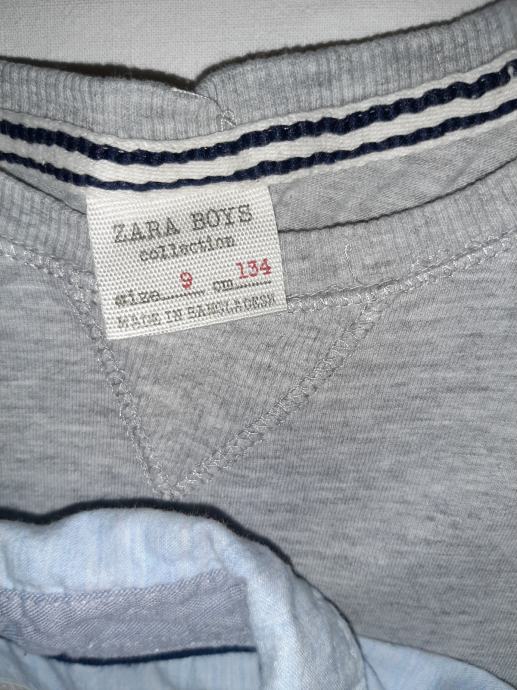 ZARA BOYS
collection
size 9 cm 134
MADE IN BANGLADESH